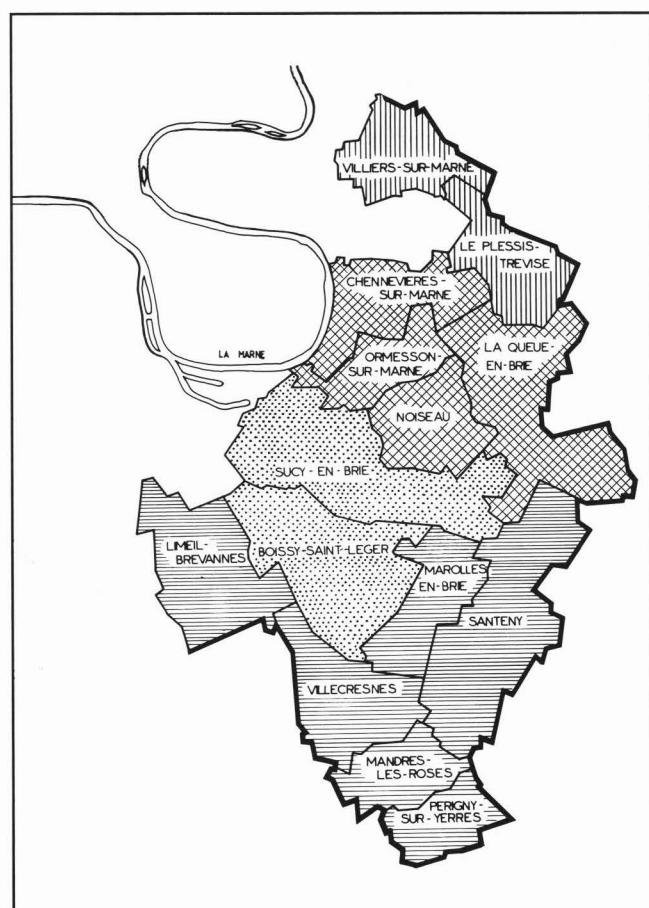 VILLIERS-SUR-MARNE
LE PLESSIS-
TREVISE
CHENNEVIERES-
SUR-MARNE
LA MARNE
ORMESSON-
SUR-MARNE
LA QUEUE-
EN-BRIE
NOISEAU
SUCY-EN-BRIE
LIMEIL-
BREVANNES
BOISSY-SAINT-LEGER
MAROLLES
EN-BRIE
SANTENY
VILLECRESNES
MANDRES-
LES-ROSES
PERIGNY-
SUR-YERRES